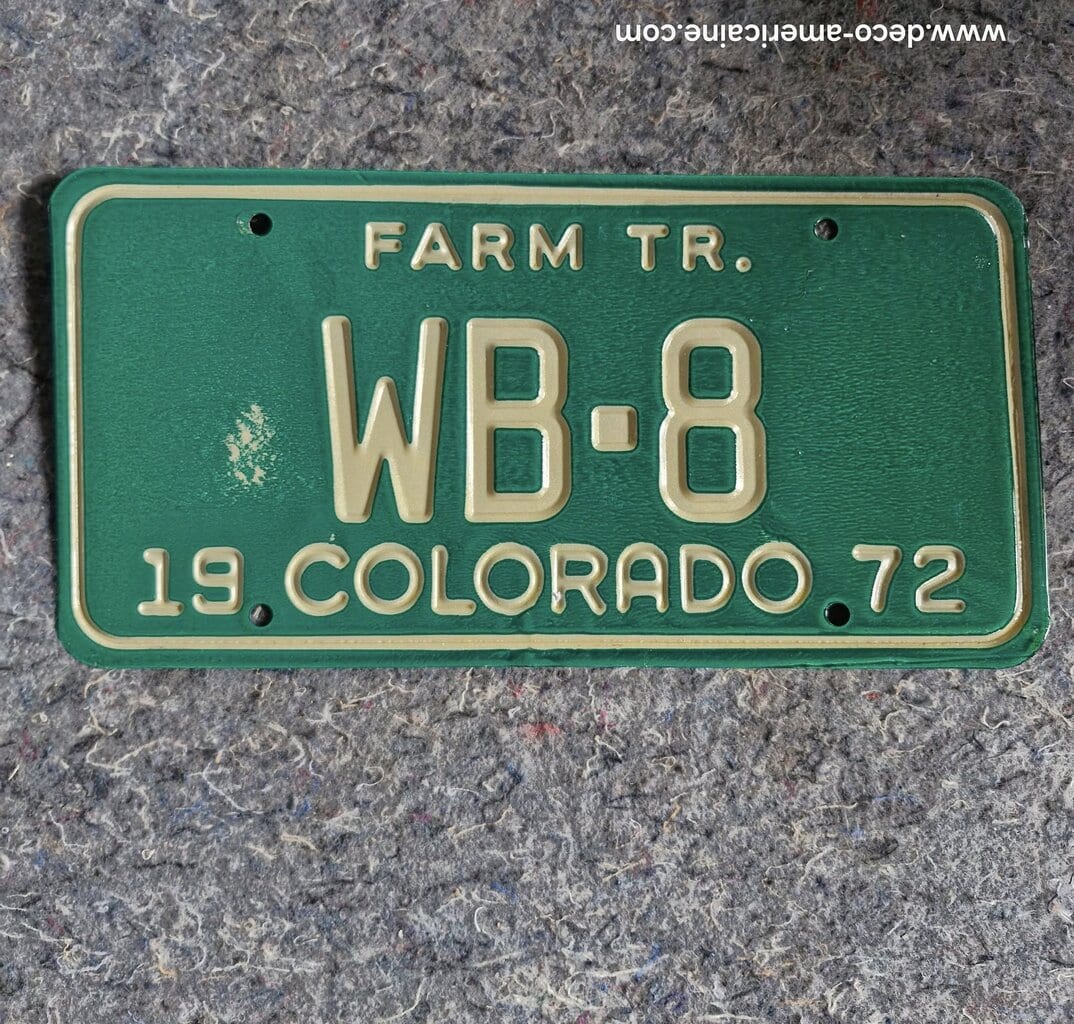 www.deco-americaine.com
FARM TR.
WB-8
19 COLORADO 72